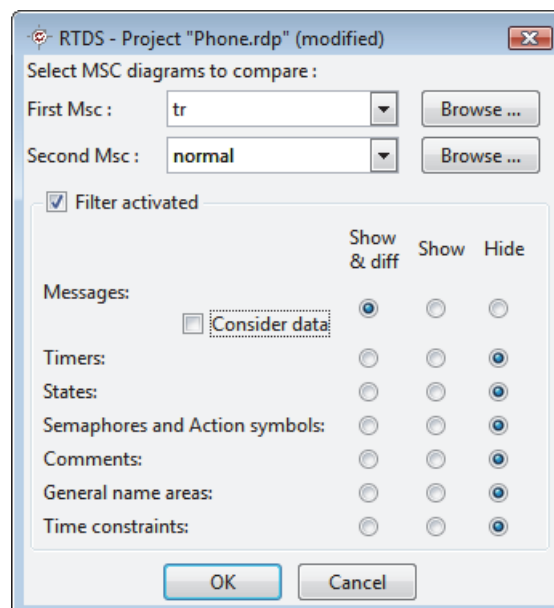 RTDS - Project "Phone.rdp" (modified)
Select MSC diagrams to compare :
First Msc : tr Browse ...
Second Msc : normal Browse ...
Filter activated
Show & diff Show Hide
Messages:
Consider data
Timers:
States:
Semaphores and Action symbols:
Comments:
General name areas:
Time constraints:
OK Cancel